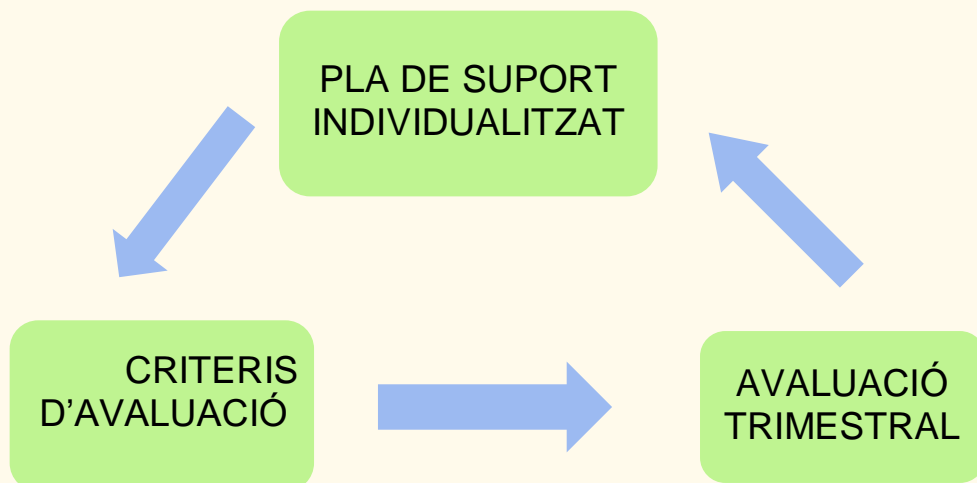 PLA DE SUPORT
INDIVIDUALITZAT
CRITERIS
D’AVALUACIÓ
AVALUACIÓ
TRIMESTRAL